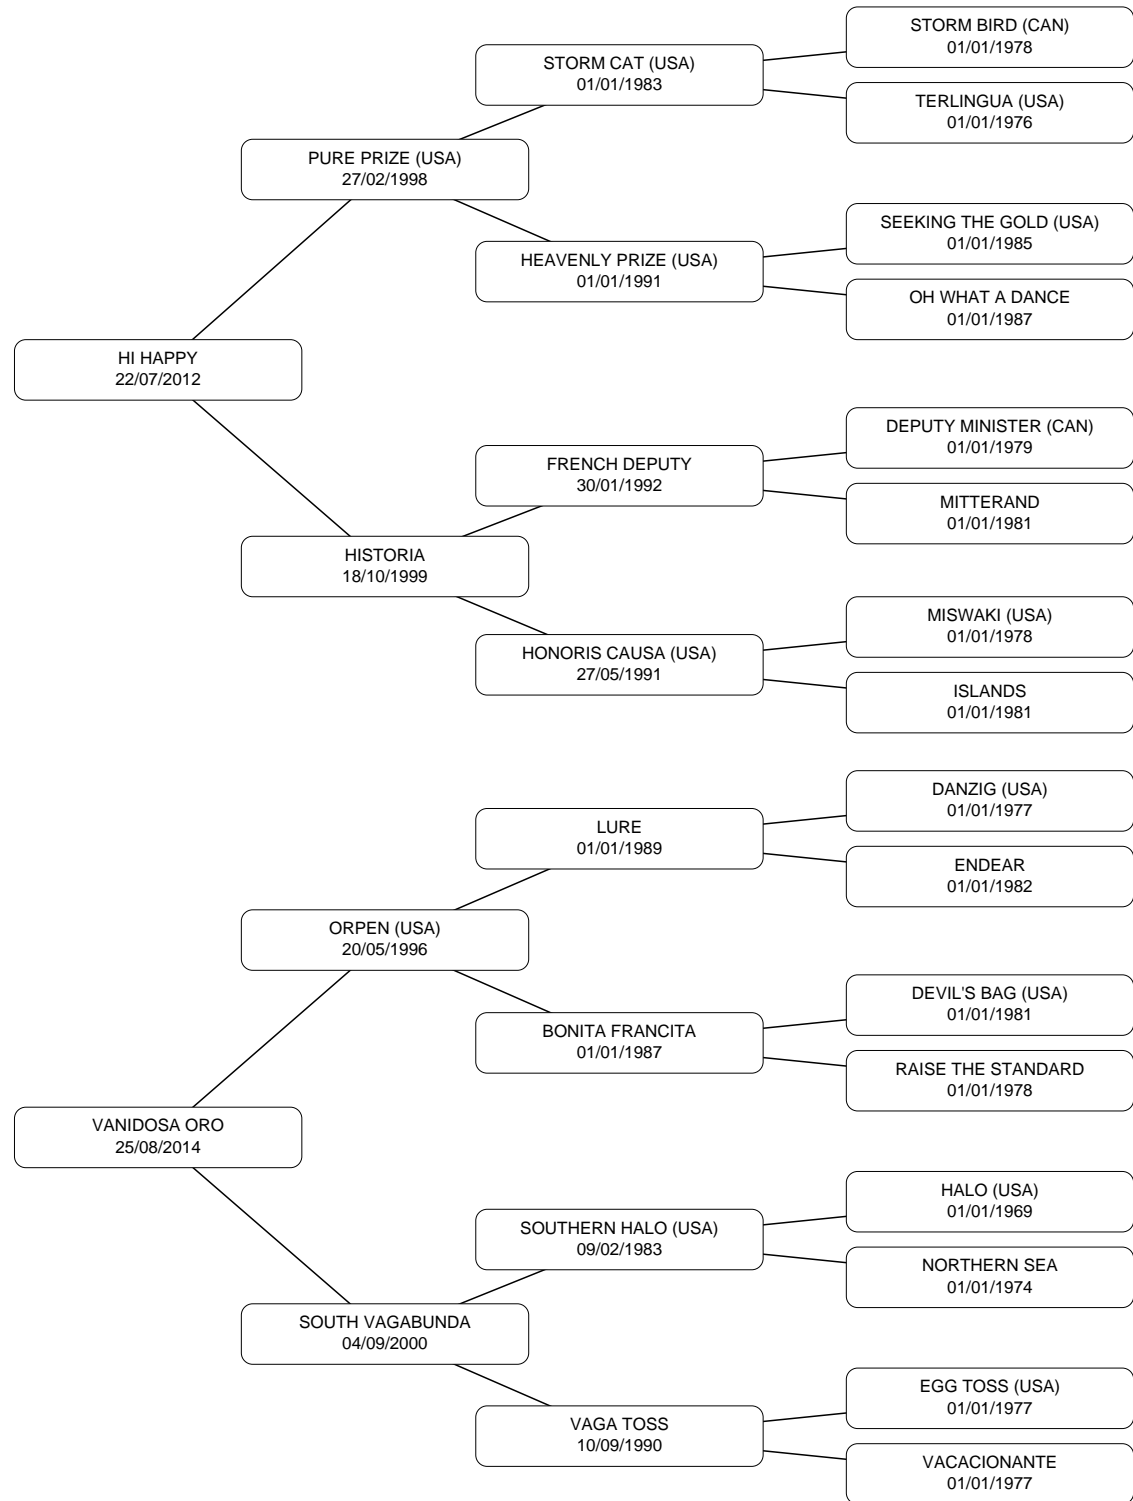 STORM BIRD (CAN)
01/01/1978
STORM CAT (USA)
01/01/1983
TERLINGUA (USA)
01/01/1976
PURE PRIZE (USA)
27/02/1998
SEEKING THE GOLD (USA)
01/01/1985
HEAVENLY PRIZE (USA)
01/01/1991
OH WHAT A DANCE
01/01/1987
HI HAPPY
22/07/2012
DEPUTY MINISTER (CAN)
01/01/1979
FRENCH DEPUTY
30/01/1992
MITTERAND
01/01/1981
HISTORIA
18/10/1999
MISWAKI (USA)
01/01/1978
HONORIS CAUSA (USA)
27/05/1991
ISLANDS
01/01/1981
DANZIG (USA)
01/01/1977
LURE
01/01/1989
ENDEAR
01/01/1982
ORPEN (USA)
20/05/1996
DEVIL'S BAG (USA)
01/01/1981
BONITA FRANCITA
01/01/1987
RAISE THE STANDARD
01/01/1978
VANIDOSA ORO
25/08/2014
HALO (USA)
01/01/1969
SOUTHERN HALO (USA)
09/02/1983
NORTHERN SEA
01/01/1974
SOUTH VAGABUNDA
04/09/2000
EGG TOSS (USA)
01/01/1977
VAGA TOSS
10/09/1990
VACACIONANTE
01/01/1977